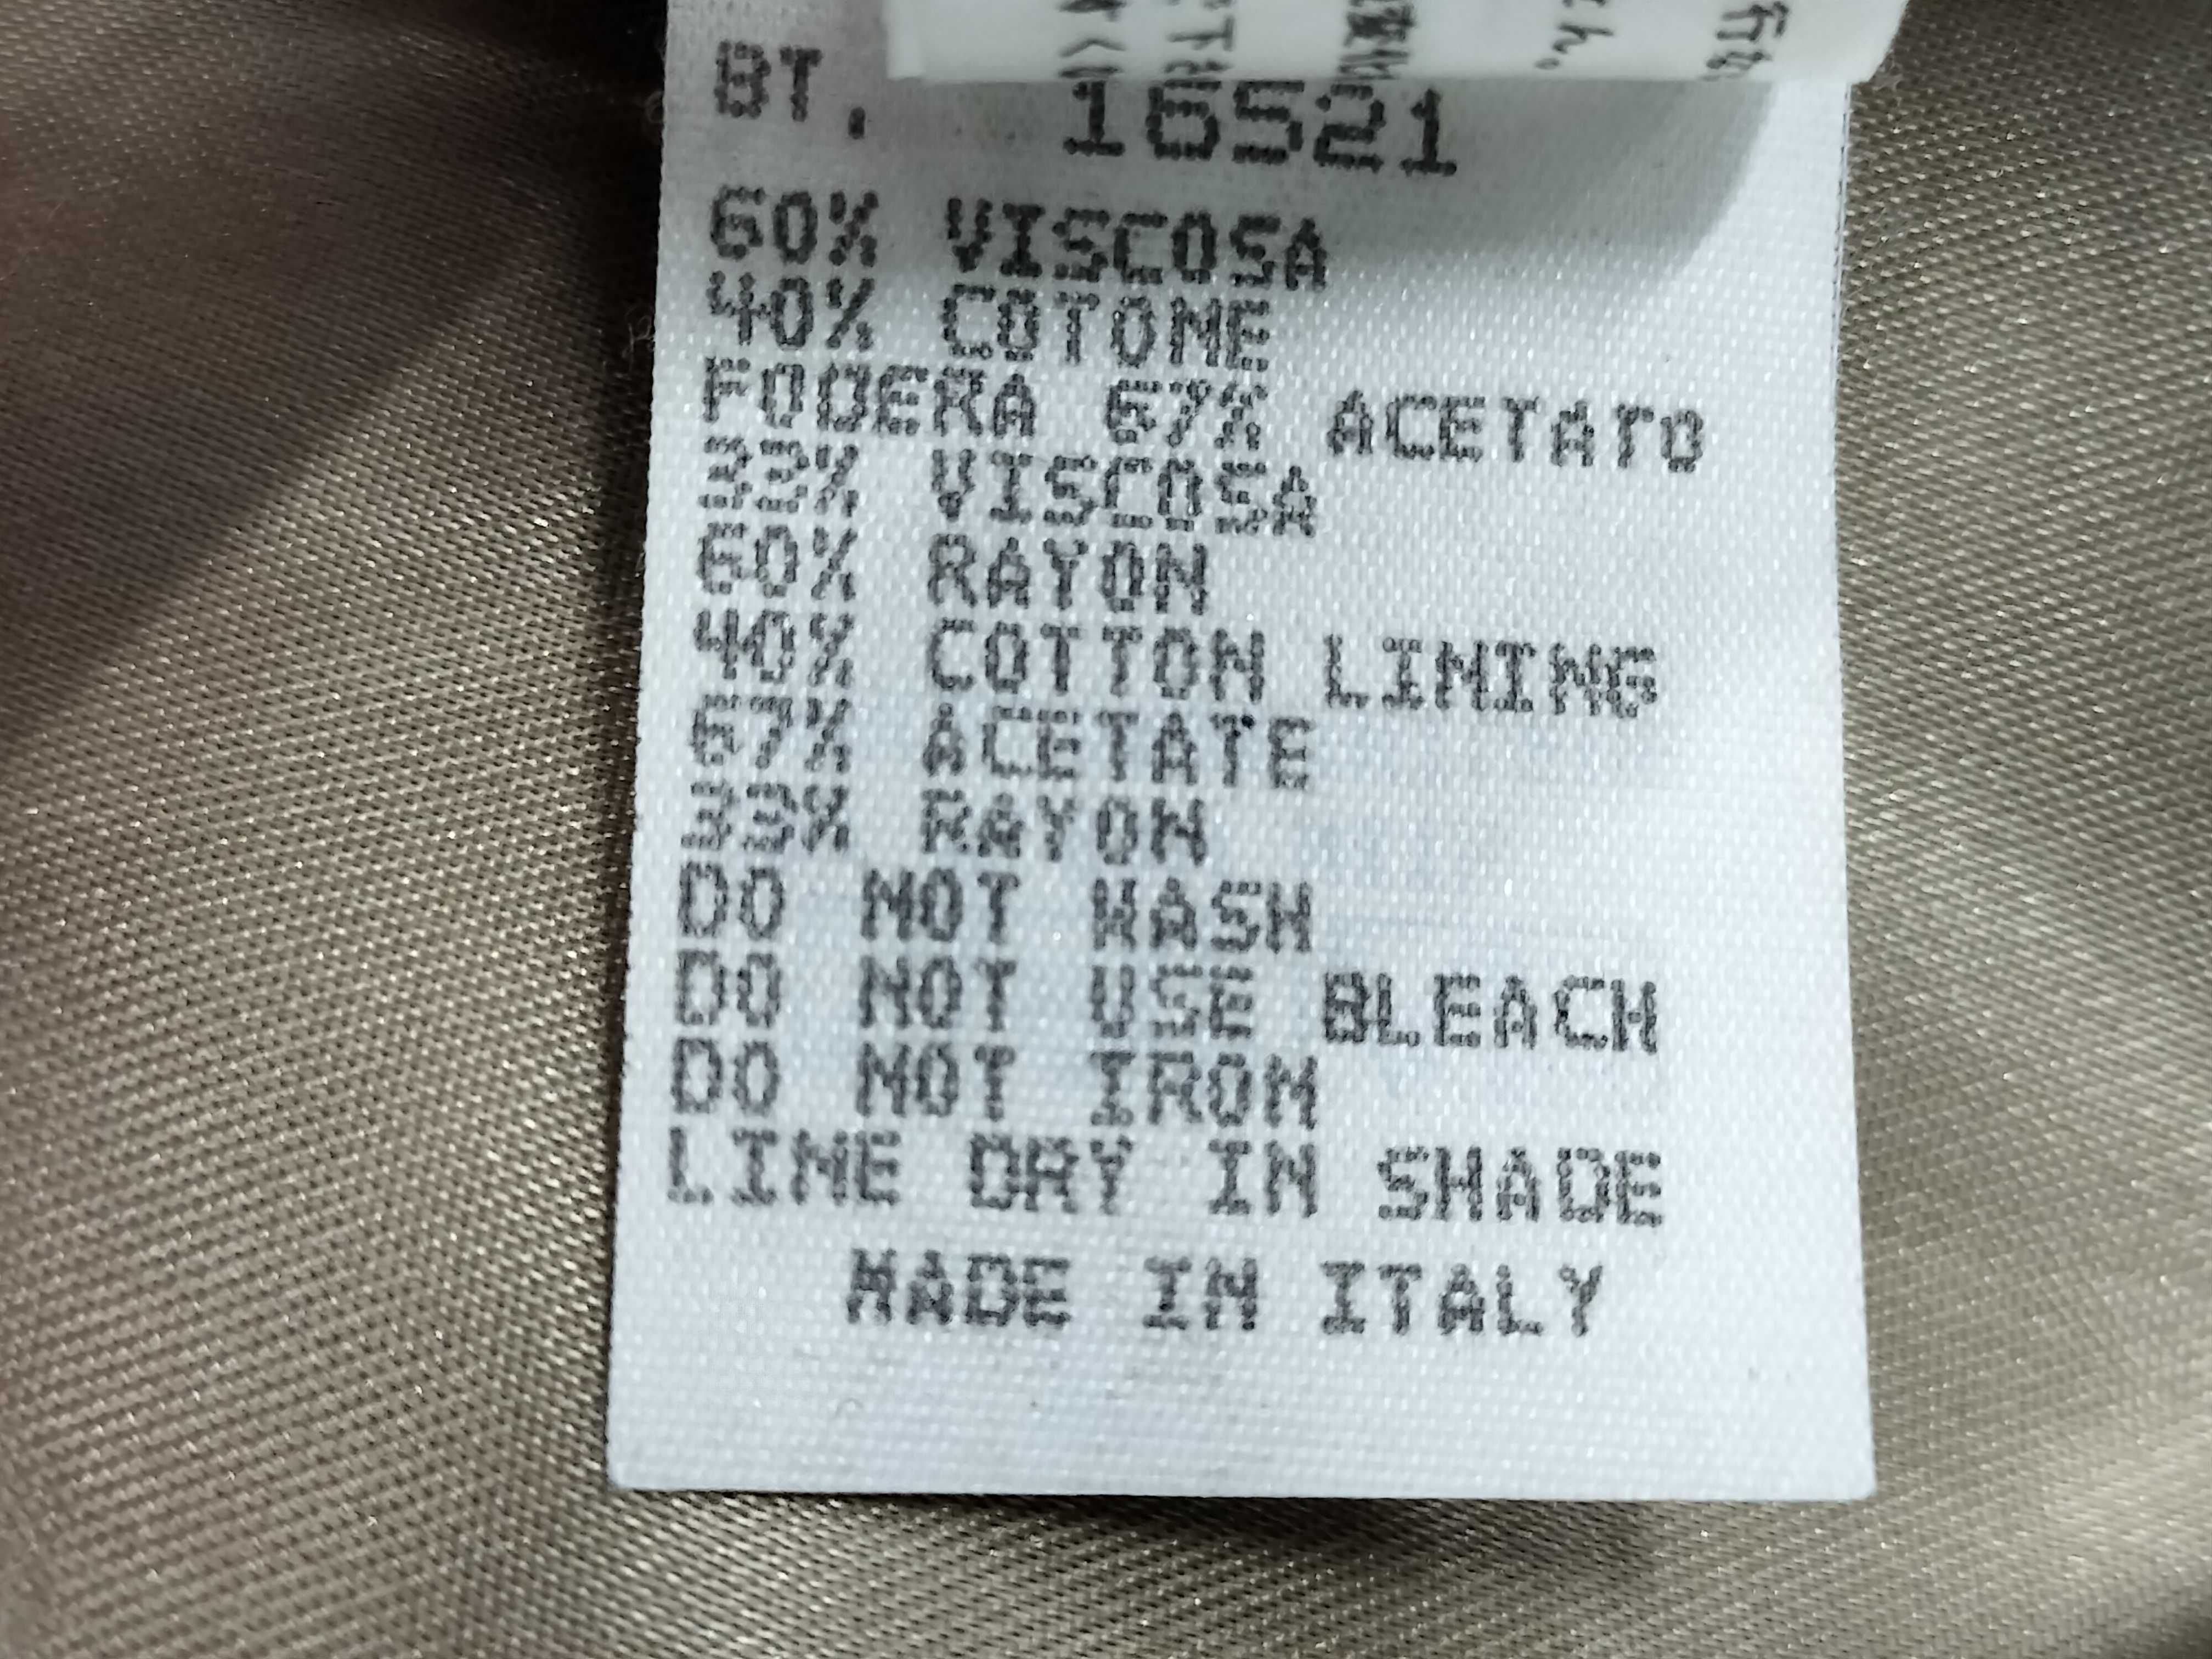 BT. 16521
60% VISCOSA
40% COTONE
FODERA 67% ACETATO
33% VISCOSA
60% RAYON
40% COTTON LINING
67% ACETATE
33% RAYON
DO NOT WASH
DO NOT USE BLEACH
DO NOT IRON
LINE DRY IN SHADE
MADE IN ITALY